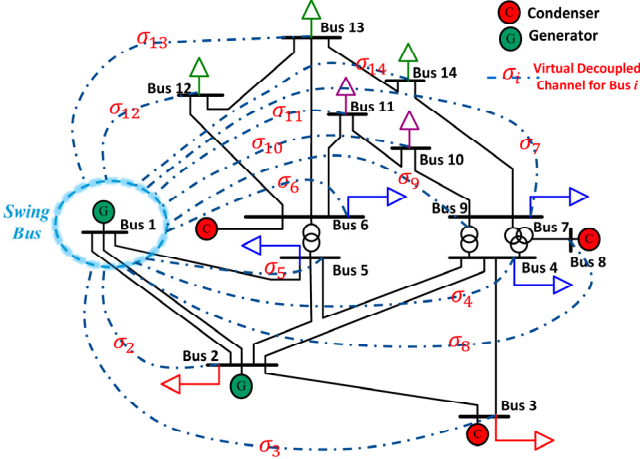 C Condenser
G Generator
σi Virtual Decoupled
Channel for Bus i
Bus 13
σ13
σ14
Bus 14
Bus 12
σ12
Bus 11
σ11
σ10
Bus 10
σ7
σ9
σ6
Swing
Bus
G
Bus 1
C
Bus 6
Bus 9
Bus 7
C
Bus 8
σ5
Bus 5
Bus 4
σ4
σ2
σ8
Bus 2
G
Bus 3
C
σ3